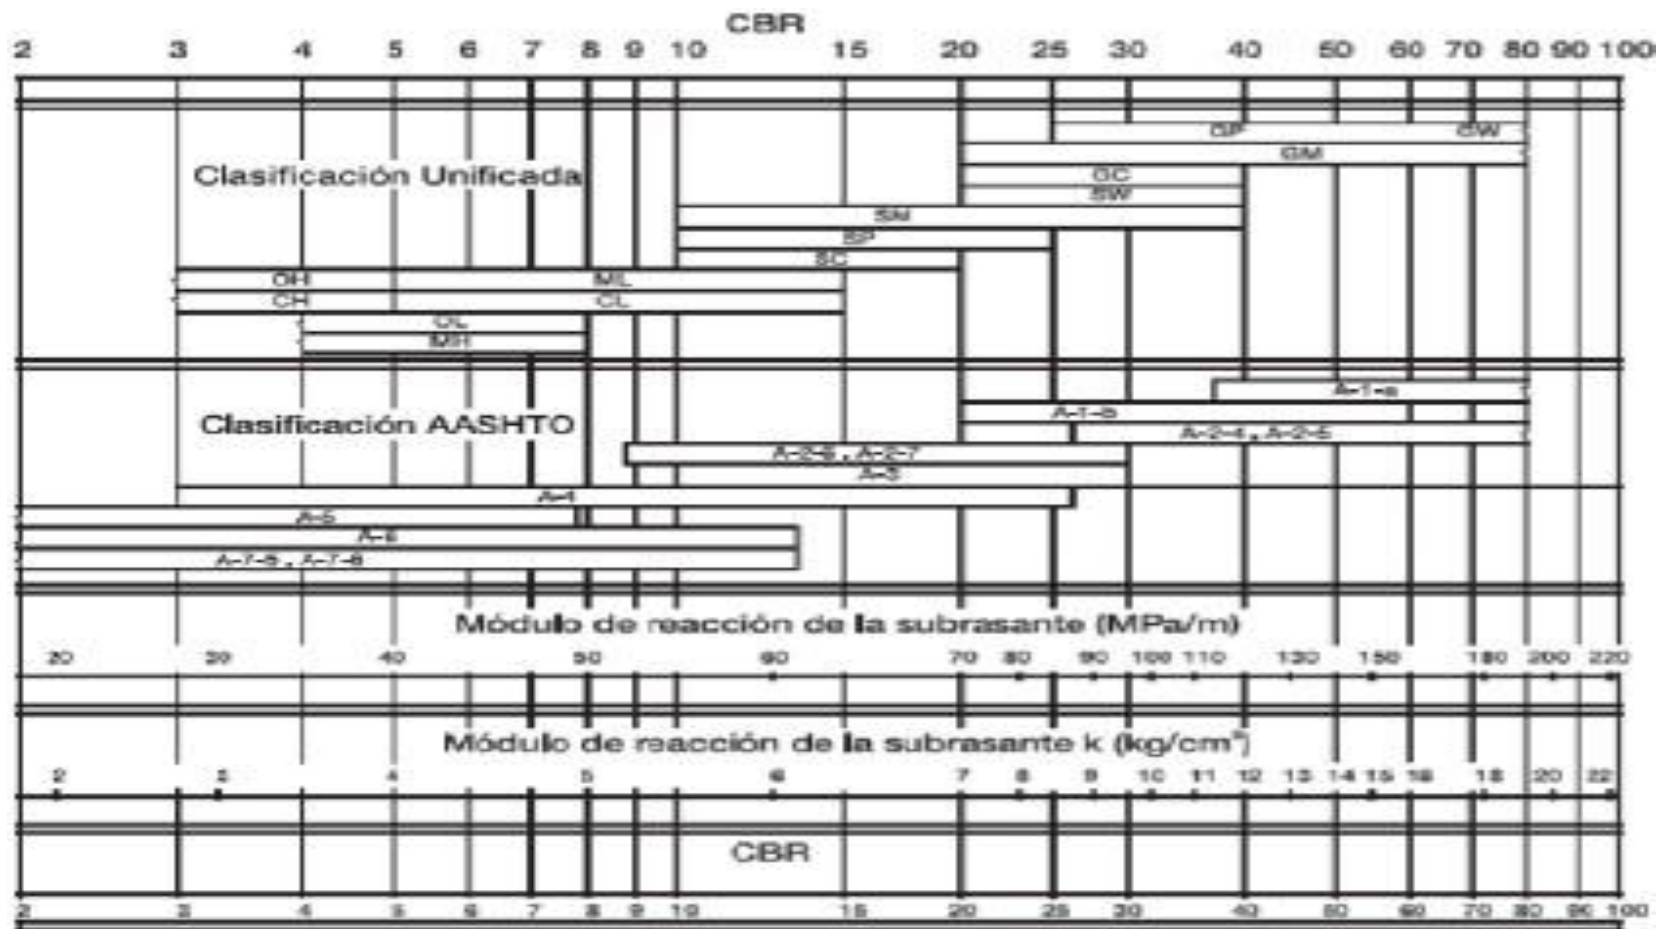 CBR
2 3 4 5 6 7 8 9 10 15 20 25 30 40 50 60 70 80 90 100
GP GW
GM
Clasificación Unificada
GC
SW
SM
SP
SC
OH ML
CH CL
OL
MH
A-1-a
A-1-b
Clasificación AASHTO
A-2-4, A-2-5
A-2-6, A-2-7
A-3
A-4
A-5
A-6
A-7-5, A-7-6
Módulo de reacción de la subrasante (MPa/m)
20 30 40 50 60 70 80 90 100 110 130 150 180 200 220
Módulo de reacción de la subrasante k (kg/cm³)
2 3 4 5 6 7 8 9 10 11 12 13 14 15 16 18 20 22
CBR
2 3 4 5 6 7 8 9 10 15 20 25 30 40 50 60 70 80 90 100